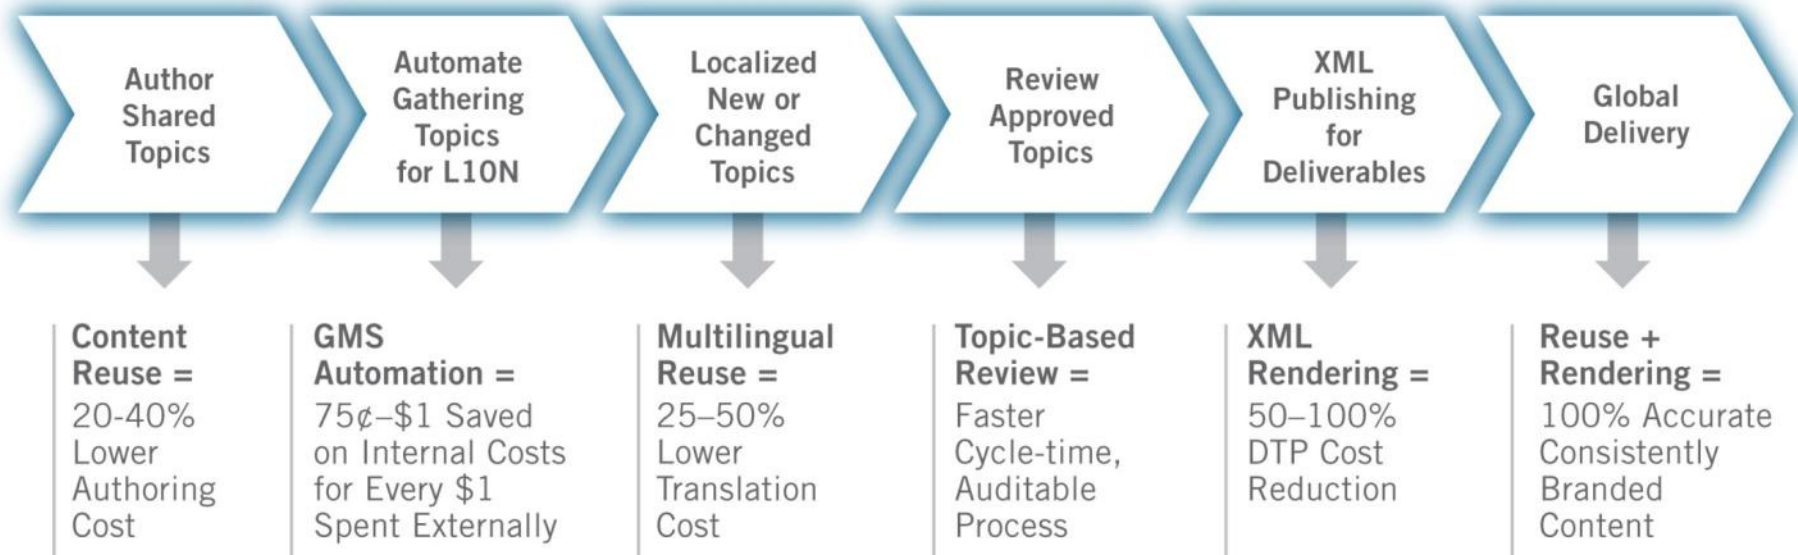 Author
Shared
Topics
Automate
Gathering
Topics
for L10N
Localized
New or
Changed
Topics
Review
Approved
Topics
XML
Publishing
for
Deliverables
Global
Delivery
Content
Reuse =
20-40%
Lower
Authoring
Cost
GMS
Automation =
75¢–$1 Saved
on Internal Costs
for Every $1
Spent Externally
Multilingual
Reuse =
25–50%
Lower
Translation
Cost
Topic-Based
Review =
Faster
Cycle-time,
Auditable
Process
XML
Rendering =
50–100%
DTP Cost
Reduction
Reuse +
Rendering =
100% Accurate
Consistently
Branded
Content